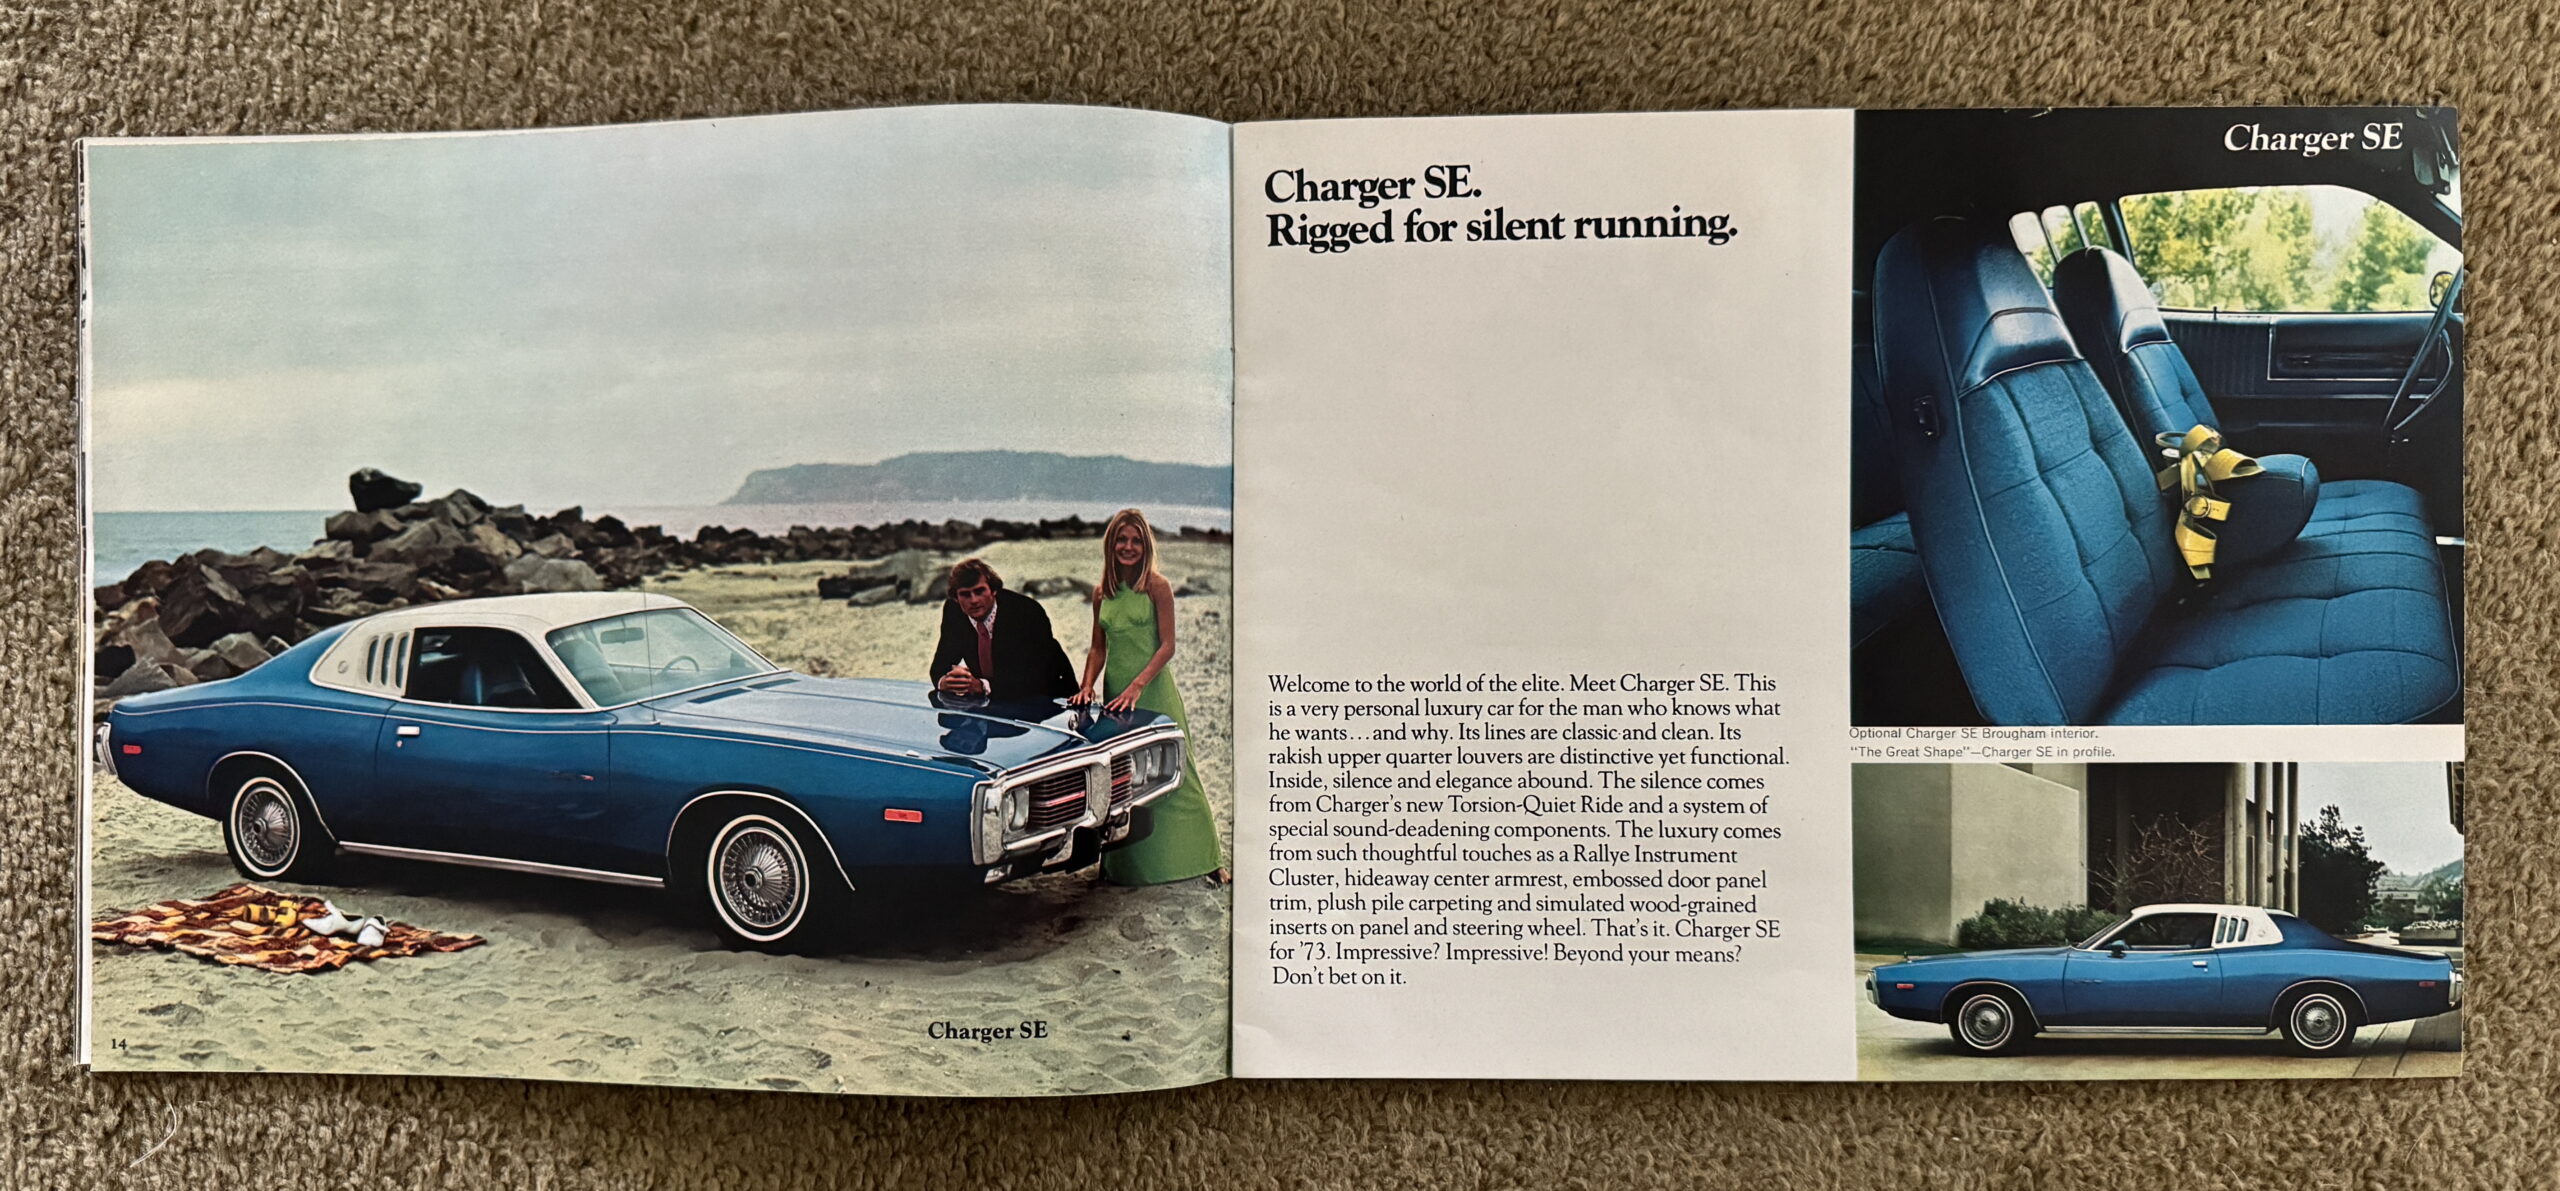 14
Charger SE
Charger SE.
Rigged for silent running.
Welcome to the world of the elite. Meet Charger SE. This
is a very personal luxury car for the man who knows what
he wants...and why. Its lines are classic and clean. Its
rakish upper quarter louvers are distinctive yet functional.
Inside, silence and elegance abound. The silence comes
from Charger's new Torsion-Quiet Ride and a system of
special sound-deadening components. The luxury comes
from such thoughtful touches as a Rallye Instrument
Cluster, hideaway center armrest, embossed door panel
trim, plush pile carpeting and simulated wood-grained
inserts on panel and steering wheel. That's it. Charger SE
for '73. Impressive? Impressive! Beyond your means?
Don't bet on it.
Charger SE
Optional Charger SE Brougham interior.
"The Great Shape"—Charger SE in profile.